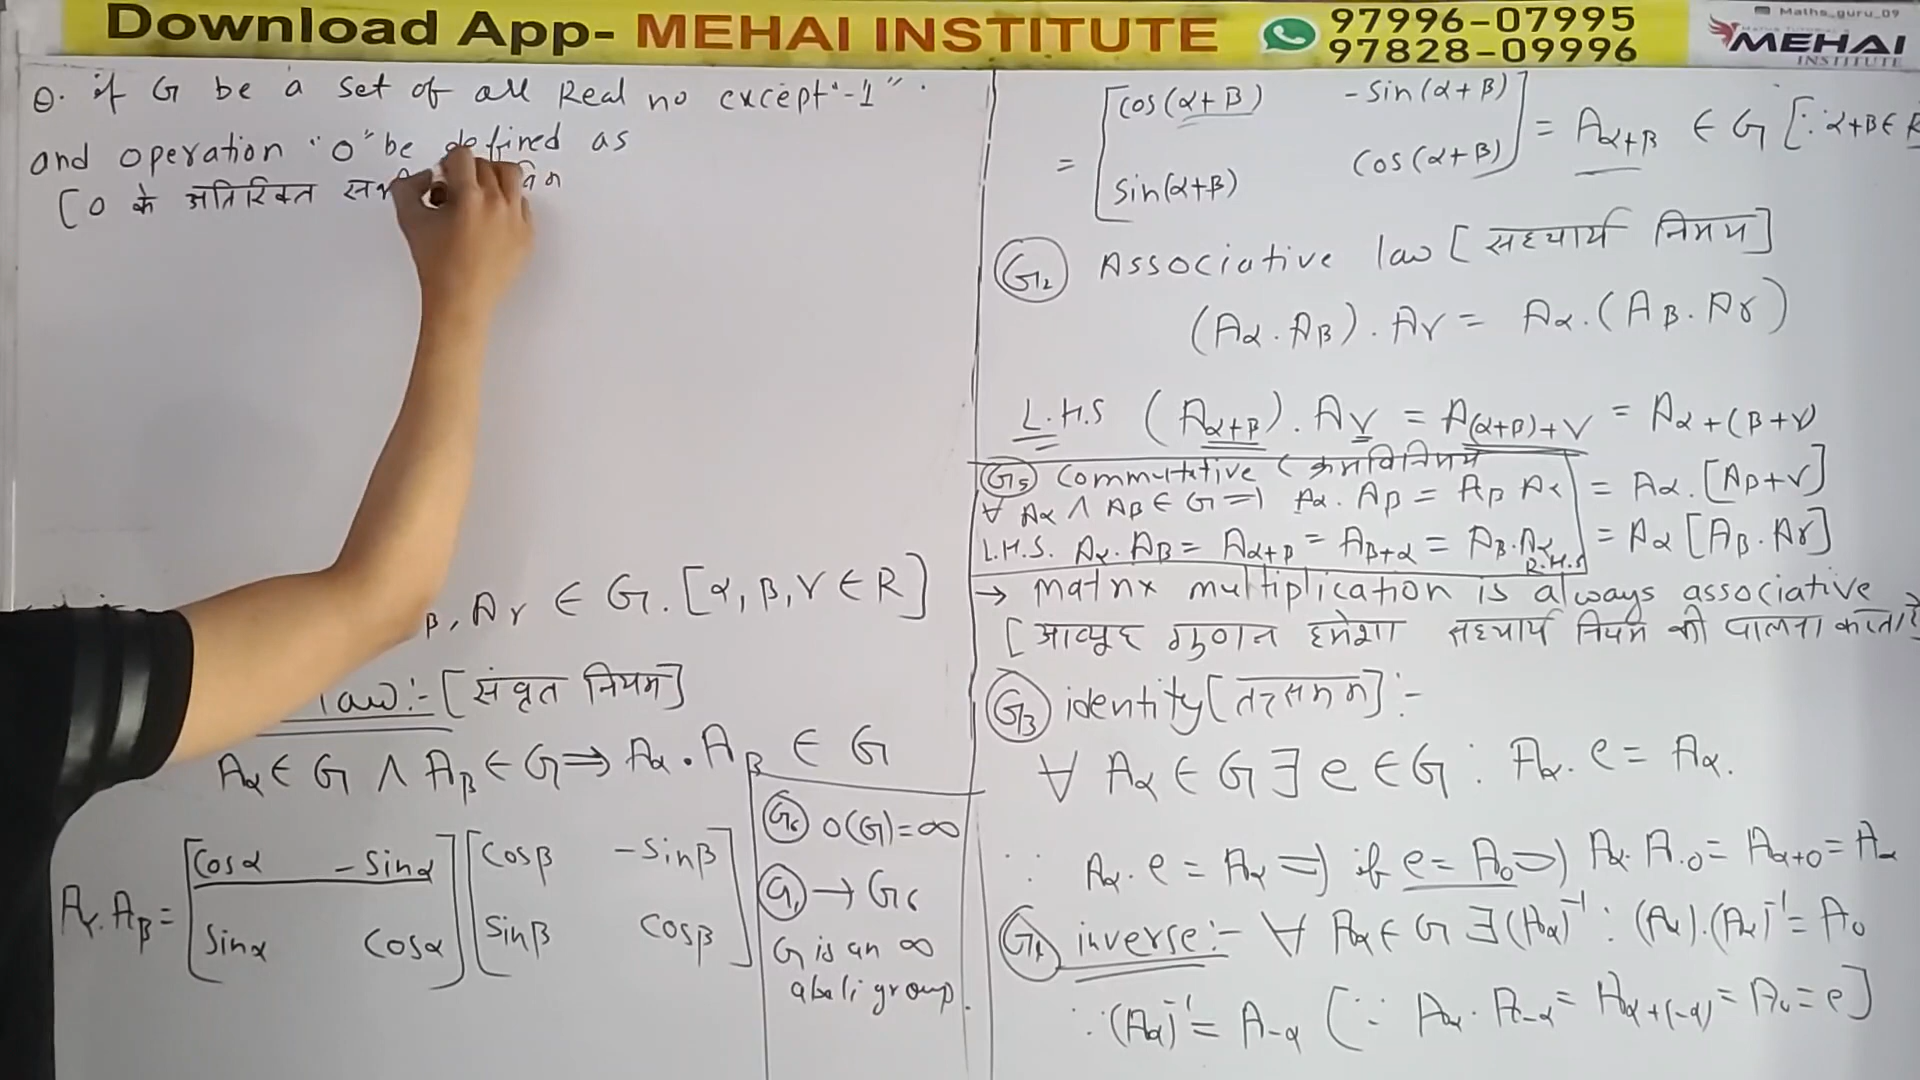 Download App- MEHAI INSTITUTE
97996-07995
97828-09996
Maths_guru_09
MEHAI
INSTITUTE
Q. if G be a set of all Real no except "-1".
and operation "o" be defined as
[0 के अतिरिक्त
β, Aγ ∈ G. [α, β, γ ∈ R]
law:- [संवृत नियम]
Aα ∈ G ∧ Aβ ∈ G ⇒ Aα . Aβ ∈ G
Aα.Aβ = [cosα -sinα] [cosβ -sinβ]
[sinα cosα] [sinβ cosβ]
G6 O(G) = ∞
G1 → G6
G is an ∞
abeli group.
= [cos(α+β) -sin(α+β)] = Aα+β ∈ G [∵ α+β ∈ R
[sin(α+β) cos(α+β)]
G2 Associative law [सहचार्य नियम]
(Aα . Aβ) . Aγ = Aα . (Aβ . Aγ)
L.H.S (Aα+β) . Aγ = A(α+β)+γ = Aα+(β+γ)
G5 Commutative (क्रमविनिमय
∀ Aα ∧ Aβ ∈ G ⇒ Aα . Aβ = Aβ Aα = Aα . [Aβ+γ]
L.H.S. Aα . Aβ = Aα+β = Aβ+α = Aβ . Aα = Aα [Aβ . Aγ]
R.H.S
→ matrix multiplication is always associative
[आव्यूह गुणन हमेशा सहचार्य नियम की पालना करता है
G3 identity [तत्समक] :-
∀ Aα ∈ G ∃ e ∈ G : Aα . e = Aα.
∵ Aα . e = Aα ⇒ if e = A0 ⇒ Aα . A0 = Aα+0 = Aα
G4 inverse:- ∀ Aα ∈ G ∃ (Aα)⁻¹ : (Aα) . (Aα)⁻¹ = A0
∵ (Aα)⁻¹ = A-α (∵ Aα . A-α = Aα+(-α) = A0 = e]